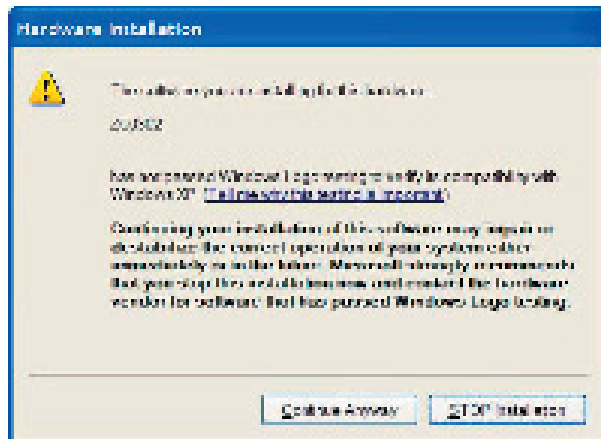 Hardware Installation
The software you are installing for this hardware:
has not passed Windows Logo testing to verify its compatibility with
Windows XP. (Tell me why this testing is important.)
Continuing your installation of this software may impair or
destabilize the correct operation of your system either
immediately or in the future. Microsoft strongly recommends
that you stop this installation now and contact the hardware
vendor for software that has passed Windows Logo testing.
Continue Anyway
STOP Installation